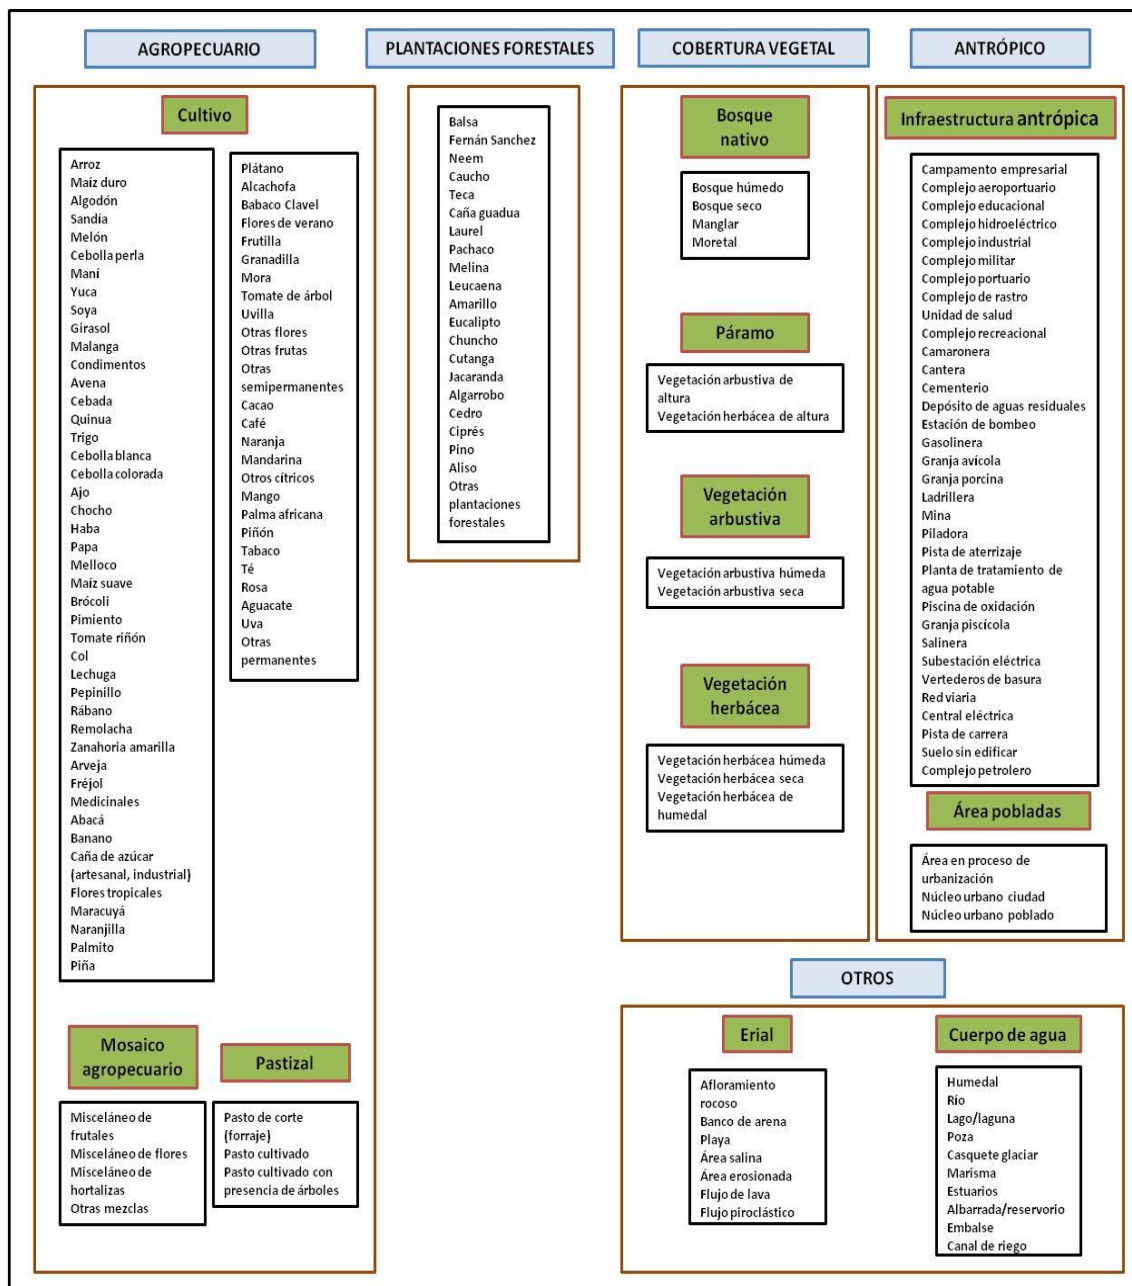 AGROPECUARIO
Cultivo
Arroz
Maíz duro
Algodón
Sandía
Melón
Cebolla perla
Maní
Yuca
Soya
Girasol
Malanga
Condimentos
Avena
Cebada
Quinua
Trigo
Cebolla blanca
Cebolla colorada
Ajo
Chocho
Haba
Papa
Melloco
Maíz suave
Brócoli
Pimiento
Tomate riñón
Col
Lechuga
Pepinillo
Rábano
Remolacha
Zanahoria amarilla
Arveja
Fréjol
Medicinales
Abacá
Banano
Caña de azúcar
(artesanal, industrial)
Flores tropicales
Maracuyá
Naranjilla
Palmito
Piña
Plátano
Alcachofa
Babaco Clavel
Flores de verano
Frutilla
Granadilla
Mora
Tomate de árbol
Uvilla
Otras flores
Otras frutas
Otras
semipermanentes
Cacao
Café
Naranja
Mandarina
Otros cítricos
Mango
Palma africana
Piñón
Tabaco
Té
Rosa
Aguacate
Uva
Otras
permanentes
Mosaico
agropecuario
Misceláneo de
frutales
Misceláneo de flores
Misceláneo de
hortalizas
Otras mezclas
Pastizal
Pasto de corte
(forraje)
Pasto cultivado
Pasto cultivado con
presencia de árboles
PLANTACIONES FORESTALES
Balsa
Fernán Sanchez
Neem
Caucho
Teca
Caña guadua
Laurel
Pachaco
Melina
Leucaena
Amarillo
Eucalipto
Chuncho
Cutanga
Jacaranda
Algarrobo
Cedro
Ciprés
Pino
Aliso
Otras
plantaciones
forestales
COBERTURA VEGETAL
Bosque
nativo
Bosque húmedo
Bosque seco
Manglar
Moretal
Páramo
Vegetación arbustiva de
altura
Vegetación herbácea de altura
Vegetación
arbustiva
Vegetación arbustiva húmeda
Vegetación arbustiva seca
Vegetación
herbácea
Vegetación herbácea húmeda
Vegetación herbácea seca
Vegetación herbácea de
humedal
ANTRÓPICO
Infraestructura antrópica
Campamento empresarial
Complejo aeroportuario
Complejo educacional
Complejo hidroeléctrico
Complejo industrial
Complejo militar
Complejo portuario
Complejo de rastro
Unidad de salud
Complejo recreacional
Camaronera
Cantera
Cementerio
Depósito de aguas residuales
Estación de bombeo
Gasolinera
Granja avícola
Granja porcina
Ladrillera
Mina
Piladora
Pista de aterrizaje
Planta de tratamiento de
agua potable
Piscina de oxidación
Granja piscícola
Salinera
Subestación eléctrica
Vertederos de basura
Red viaria
Central eléctrica
Pista de carrera
Suelo sin edificar
Complejo petrolero
Área pobladas
Área en proceso de
urbanización
Núcleo urbano ciudad
Núcleo urbano poblado
OTROS
Erial
Afloramiento
rocoso
Banco de arena
Playa
Área salina
Área erosionada
Flujo de lava
Flujo piroclástico
Cuerpo de agua
Humedal
Río
Lago/laguna
Poza
Casquete glaciar
Marisma
Estuarios
Albarrada/reservorio
Embalse
Canal de riego